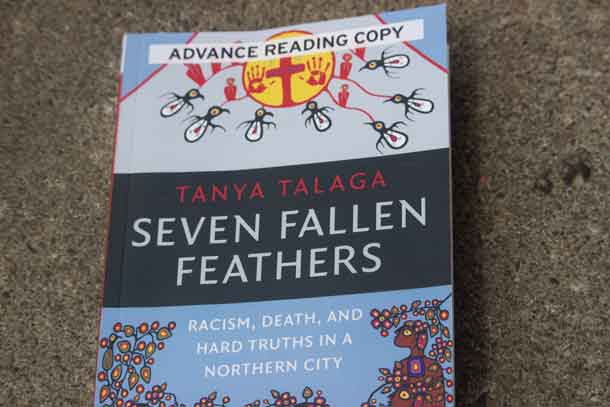 ADVANCE READING COPY
TANYA TALAGA
SEVEN FALLEN
FEATHERS
RACISM, DEATH, AND
HARD TRUTHS IN A
NORTHERN CITY